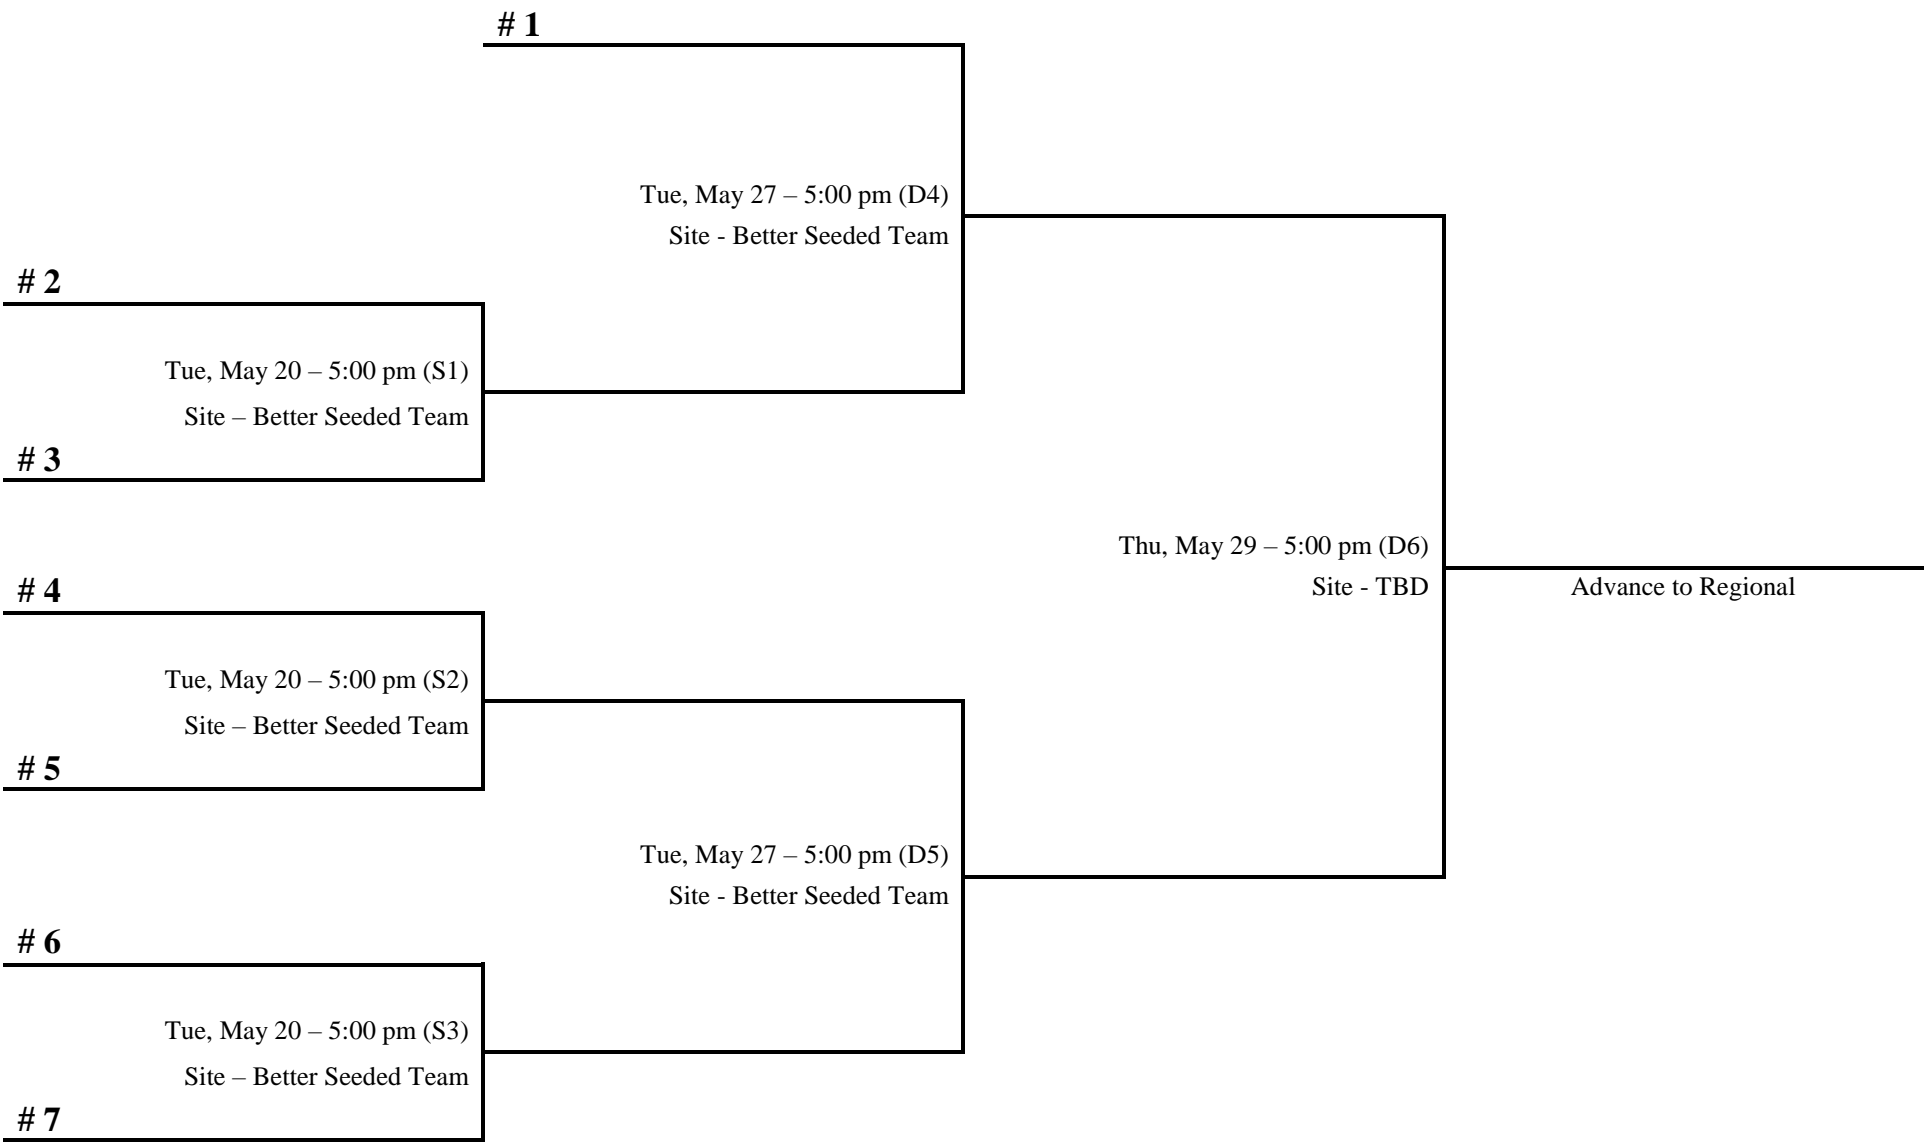 # 1
Tue, May 27 – 5:00 pm (D4)
Site - Better Seeded Team
# 2
Tue, May 20 – 5:00 pm (S1)
Site – Better Seeded Team
# 3
Thu, May 29 – 5:00 pm (D6)
Site - TBD
Advance to Regional
# 4
Tue, May 20 – 5:00 pm (S2)
Site – Better Seeded Team
# 5
Tue, May 27 – 5:00 pm (D5)
Site - Better Seeded Team
# 6
Tue, May 20 – 5:00 pm (S3)
Site – Better Seeded Team
# 7